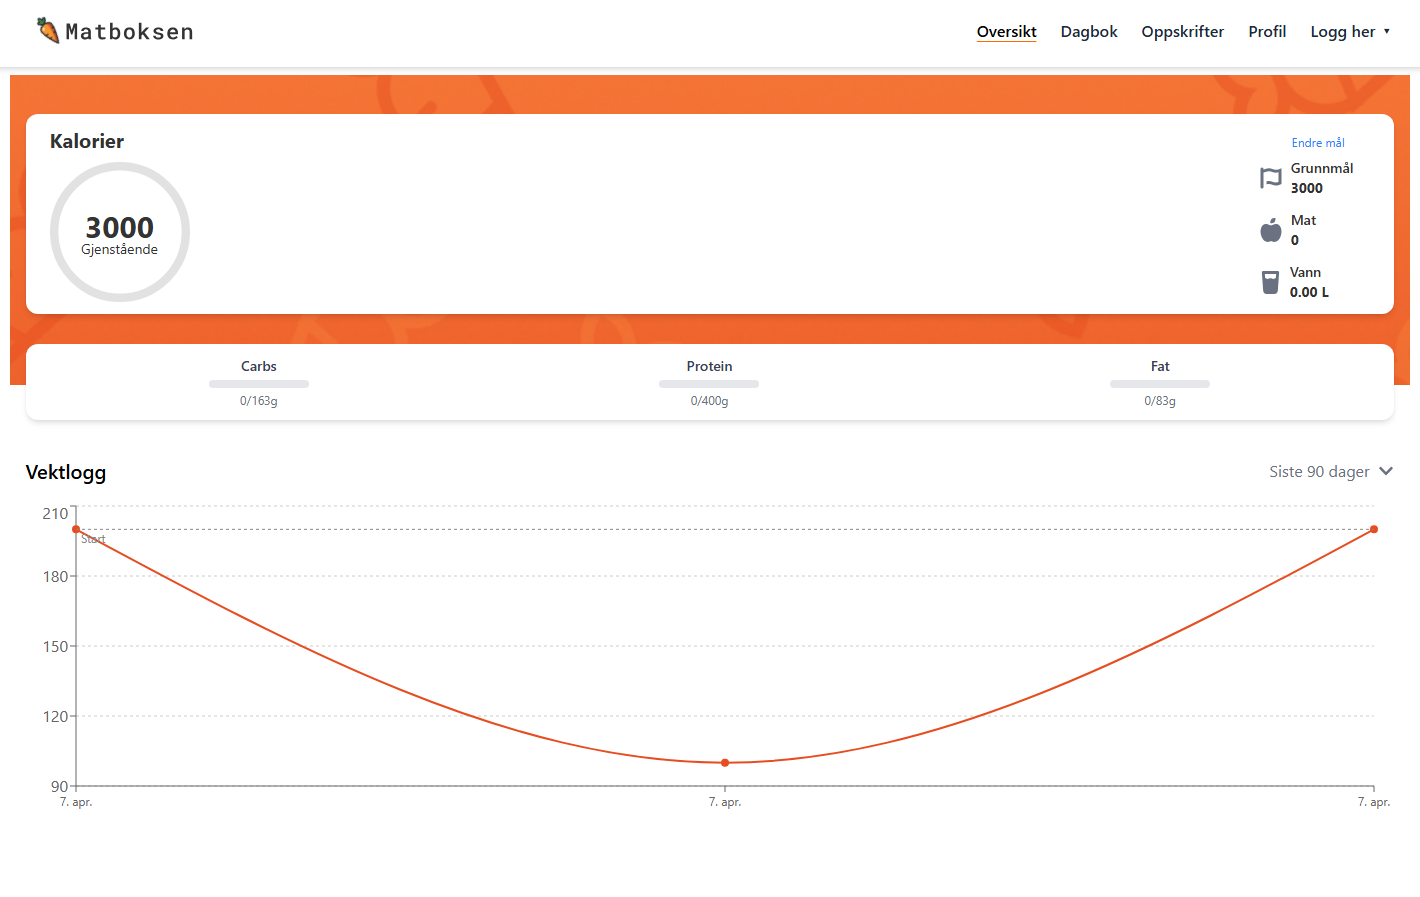 Matboksen
Oversikt Dagbok Oppskrifter Profil Logg her ▼
Kalorier
3000
Gjenstående
Endre mål
Grunnmål
3000
Mat
0
Vann
0.00 L
Carbs
0/163g
Protein
0/400g
Fat
0/83g
Vektlogg
Siste 90 dager
210
Start
180
150
120
90
7. apr. 7. apr. 7. apr.